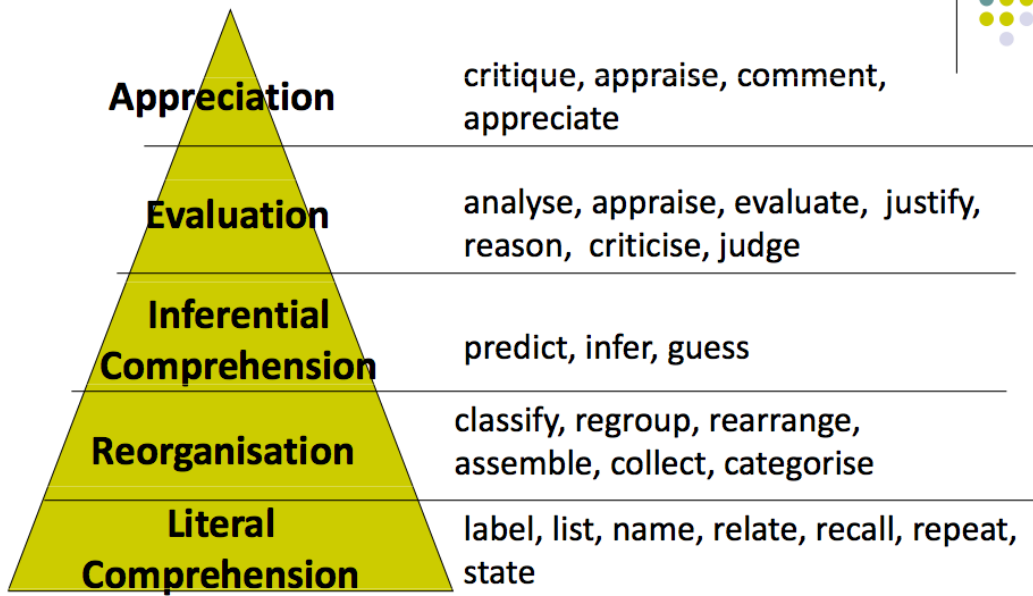 Appreciation
critique, appraise, comment,
appreciate
Evaluation
analyse, appraise, evaluate,  justify,
reason,  criticise, judge
Inferential
Comprehension
predict, infer, guess
Reorganisation
classify, regroup, rearrange,
assemble, collect, categorise
Literal
Comprehension
label, list, name, relate, recall, repeat,
state